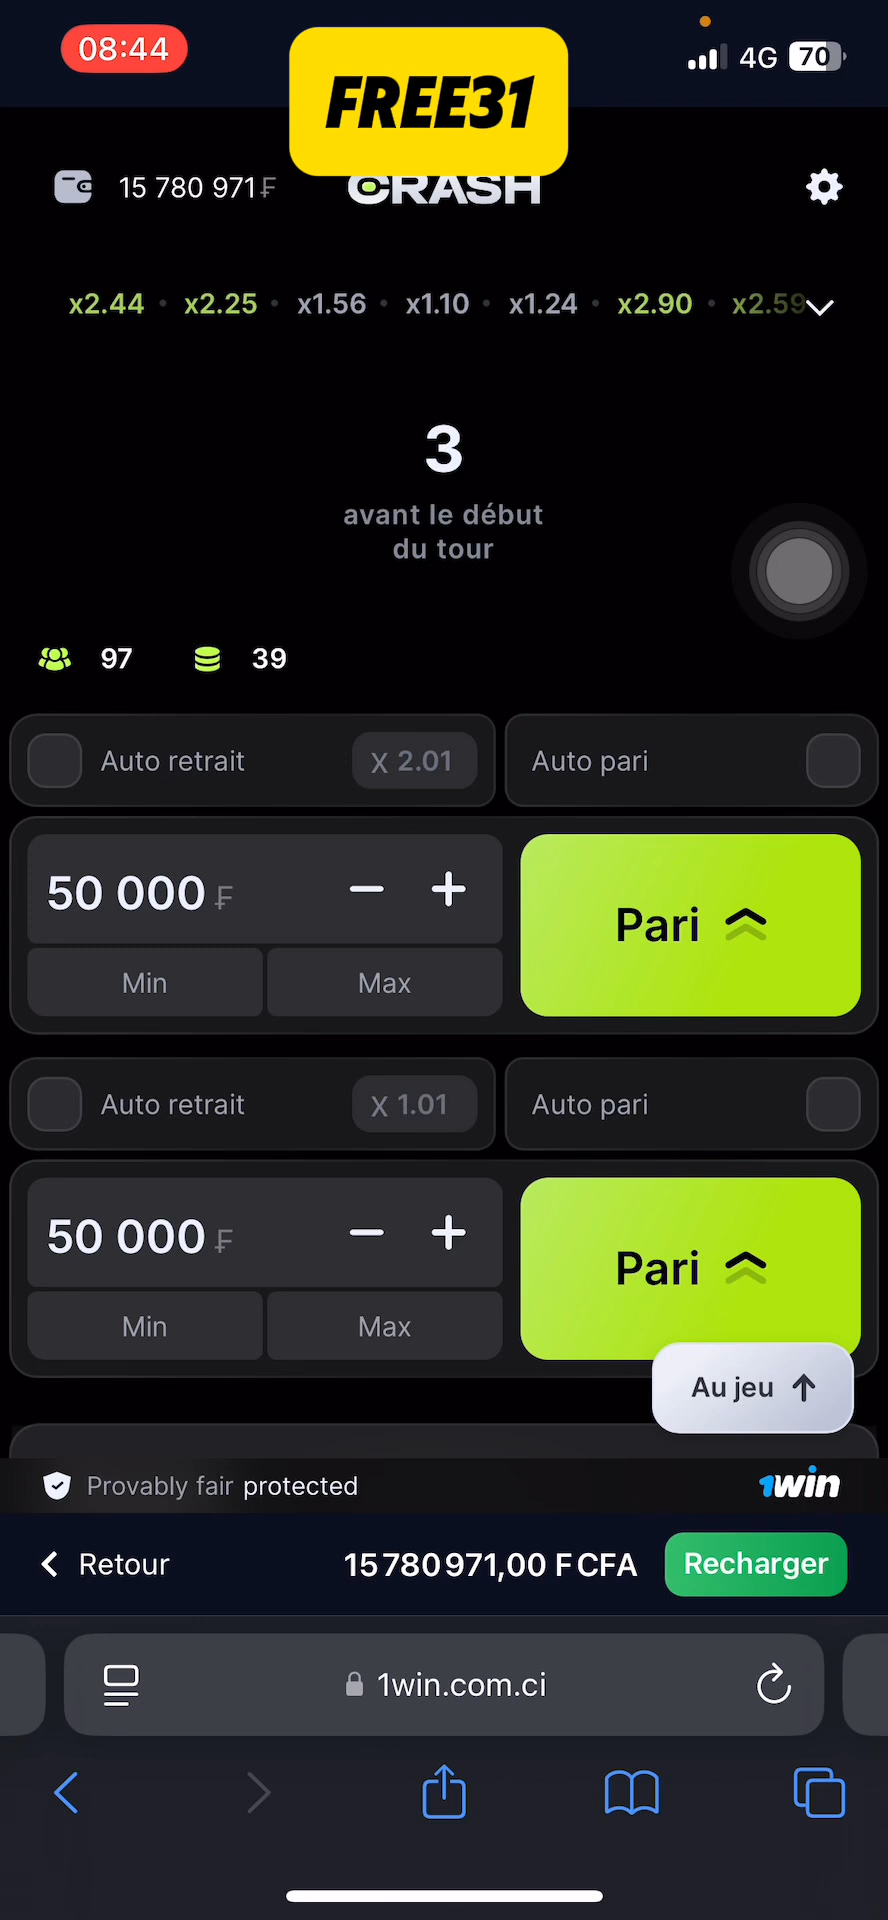 08:44
FREE31
4G
70
15 780 971 ₣
CRASH
x2.44 • x2.25 • x1.56 • x1.10 • x1.24 • x2.90 • x2.59
3
avant le début
du tour
97
39
Auto retrait
X 2.01
Auto pari
50 000 ₣
Pari
Min
Max
Auto retrait
X 1.01
Auto pari
50 000 ₣
Pari
Min
Max
Au jeu
Provably fair protected
1win
Retour
15 780 971,00 F CFA
Recharger
1win.com.ci